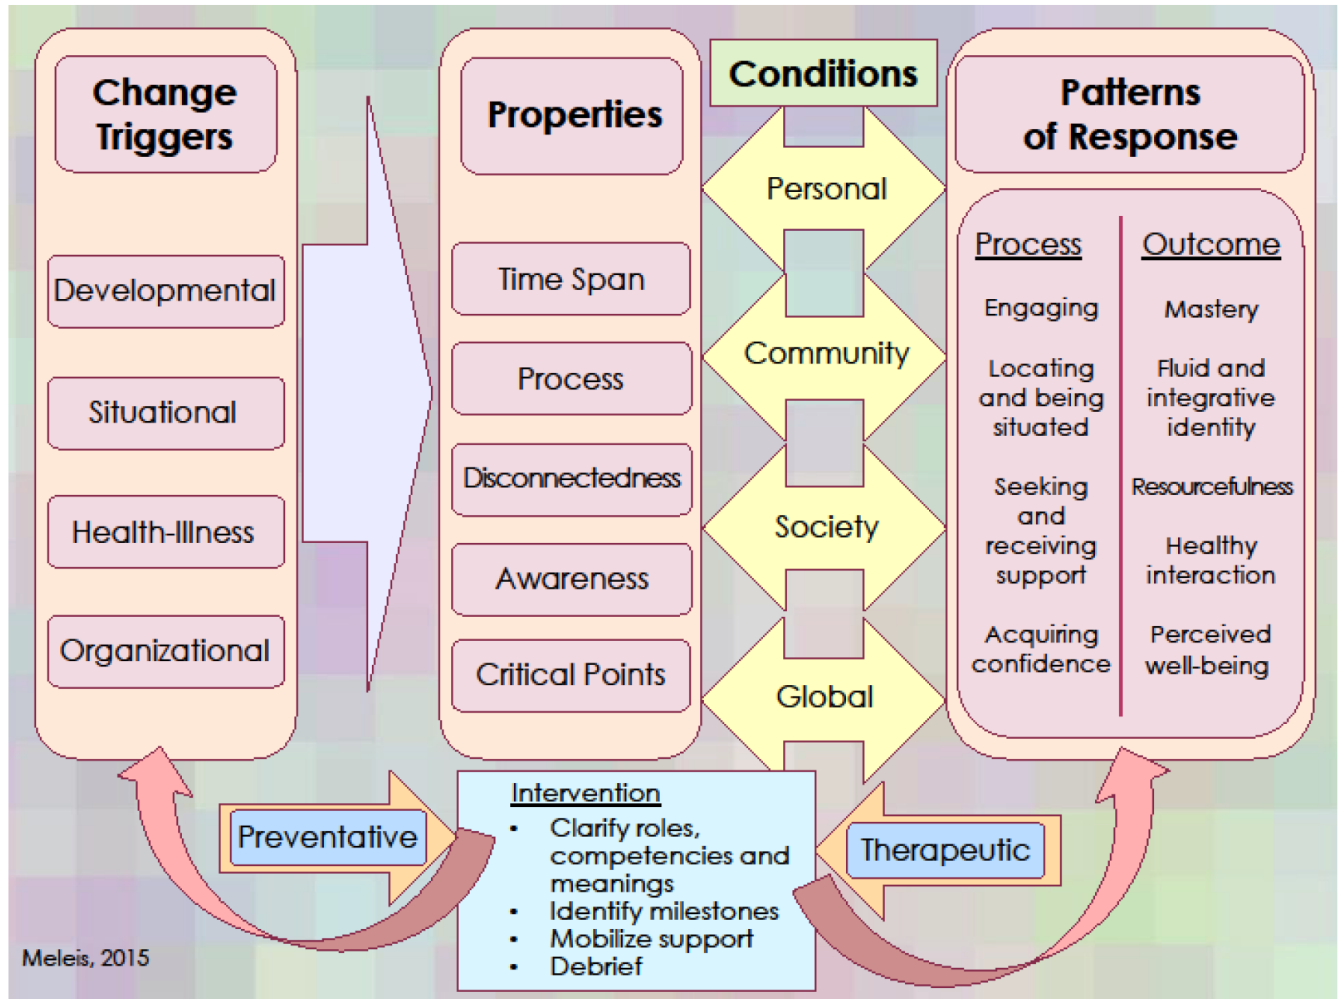 Change
Triggers
Developmental
Situational
Health-Illness
Organizational
Properties
Time Span
Process
Disconnectedness
Awareness
Critical Points
Conditions
Personal
Community
Society
Global
Patterns
of Response
Process
Engaging
Locating
and being
situated
Seeking
and
receiving
support
Acquiring
confidence
Outcome
Mastery
Fluid and
integrative
identity
Resourcefulness
Healthy
interaction
Perceived
well-being
Preventative
Intervention
• Clarify roles,
competencies and
meanings
• Identify milestones
• Mobilize support
• Debrief
Therapeutic
Meleis, 2015